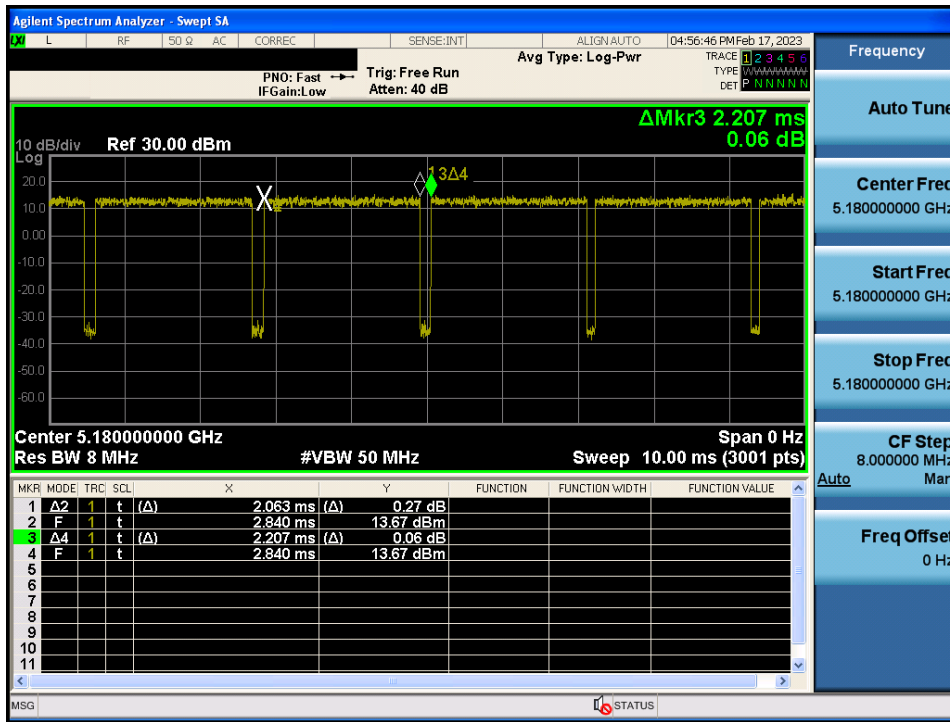 Agilent Spectrum Analyzer - Swept SA
LXI L RF 50 Ω AC CORREC SENSE:INT ALIGN AUTO 04:56:46 PM Feb 17, 2023
Frequency
Avg Type: Log-Pwr TRACE 1 2 3 4 5 6
PNO: Fast Trig: Free Run TYPE
IFGain:Low Atten: 40 dB DET P N N N N N
Auto Tune
ΔMkr3 2.207 ms
0.06 dB
10 dB/div Ref 30.00 dBm
Log
20.0
10.0
0.00
-10.0
-20.0
-30.0
-40.0
-50.0
-60.0
3Δ4
Center Freq
5.180000000 GHz
Start Freq
5.180000000 GHz
Stop Freq
5.180000000 GHz
Center 5.180000000 GHz Span 0 Hz
Res BW 8 MHz #VBW 50 MHz Sweep 10.00 ms (3001 pts)
CF Step
8.000000 MHz
Auto Man
Freq Offset
0 Hz
MKR MODE TRC SCL X Y FUNCTION FUNCTION WIDTH FUNCTION VALUE
1 Δ2 1 t (Δ) 2.063 ms (Δ) 0.27 dB
2 F 1 t 2.840 ms 13.67 dBm
3 Δ4 1 t (Δ) 2.207 ms (Δ) 0.06 dB
4 F 1 t 2.840 ms 13.67 dBm
5
6
7
8
9
10
11
MSG STATUS